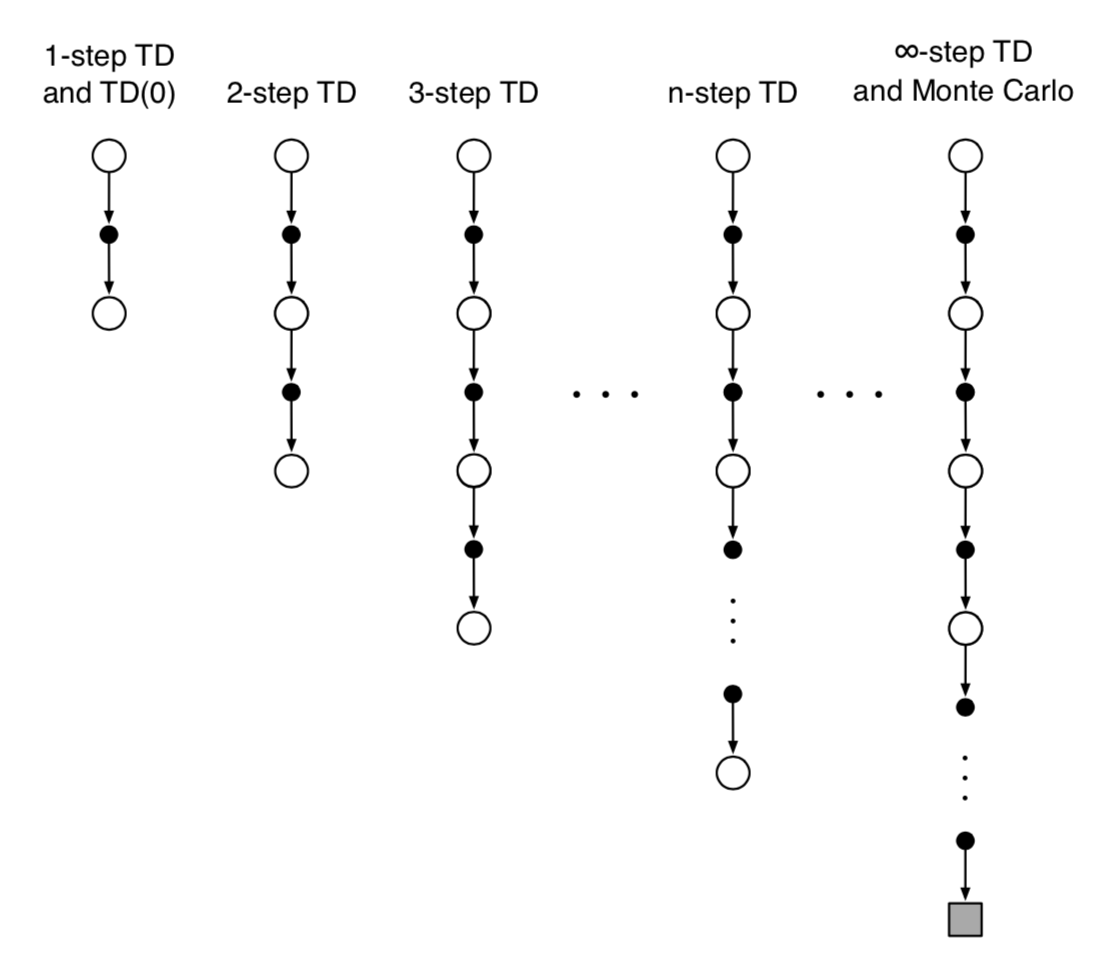 1-step TD
and TD(0)
2-step TD
3-step TD
n-step TD
∞-step TD
and Monte Carlo